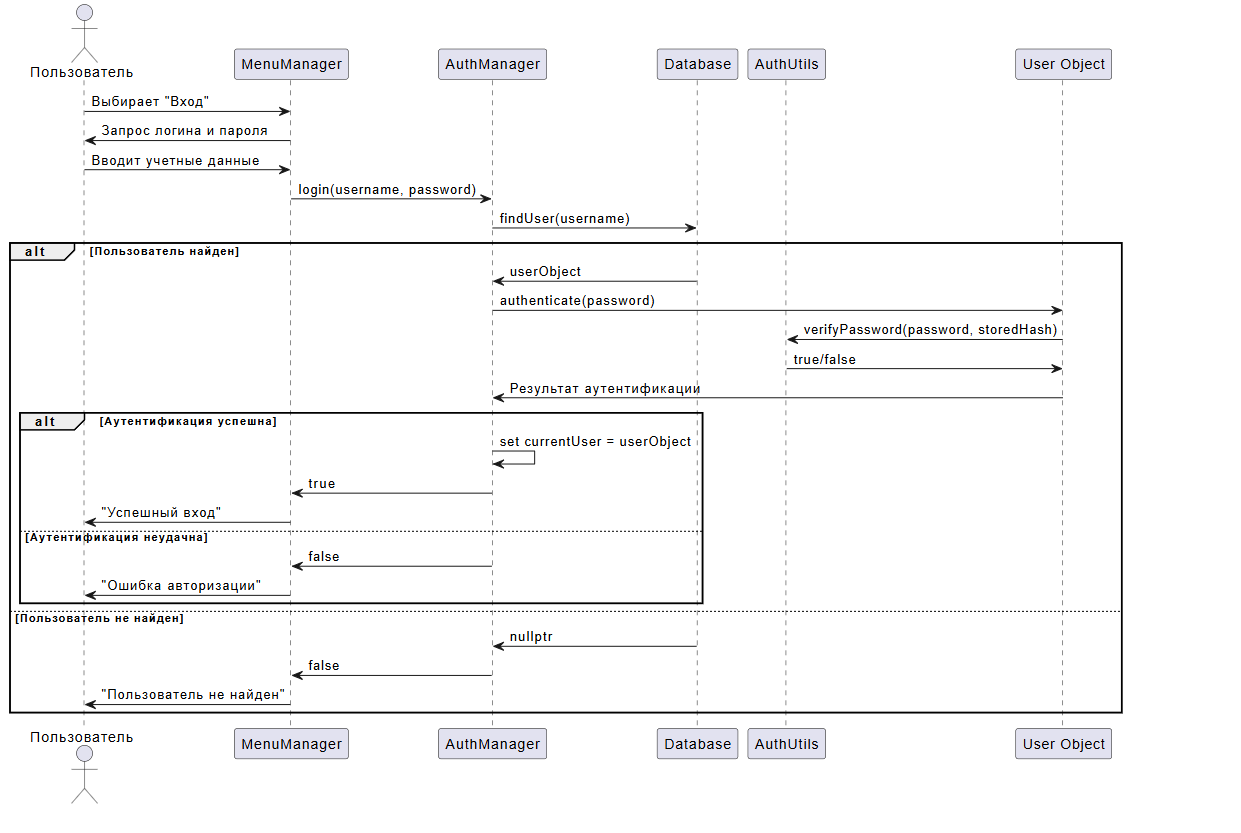 Пользователь
MenuManager
AuthManager
Database
AuthUtils
User Object
Выбирает "Вход"
Запрос логина и пароля
Вводит учетные данные
login(username, password)
findUser(username)
alt
[Пользователь найден]
userObject
authenticate(password)
verifyPassword(password, storedHash)
true/false
Результат аутентификации
alt
[Аутентификация успешна]
set currentUser = userObject
true
"Успешный вход"
[Аутентификация неудачна]
false
"Ошибка авторизации"
[Пользователь не найден]
nullptr
false
"Пользователь не найден"
Пользователь
MenuManager
AuthManager
Database
AuthUtils
User Object